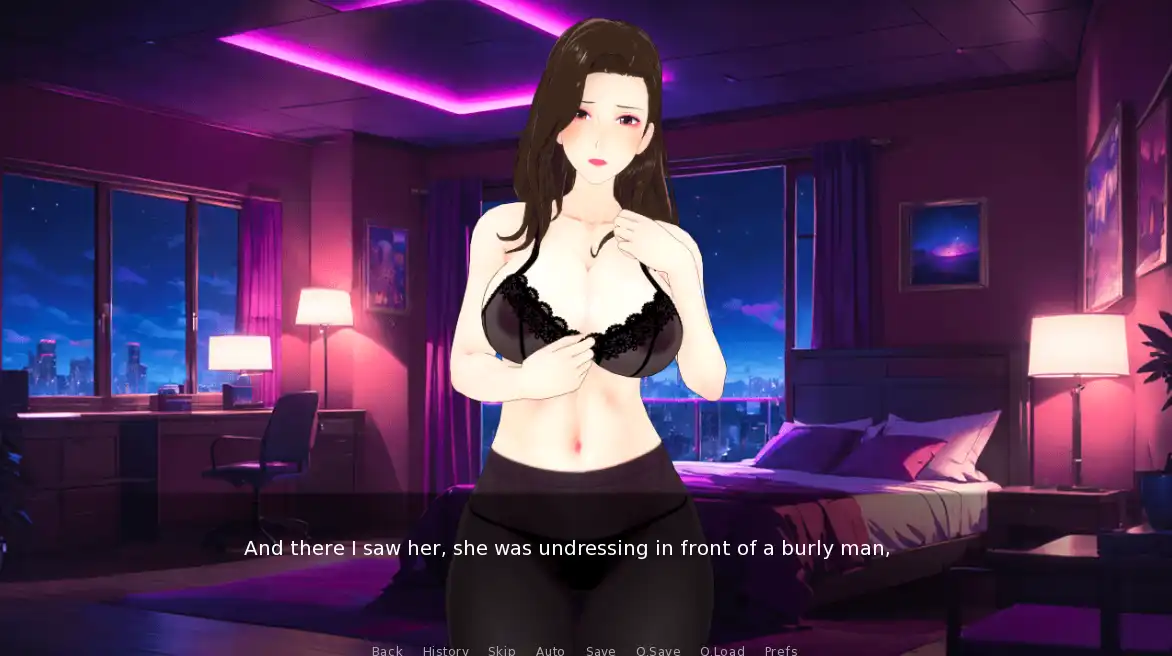 And there I saw her, she was undressing in front of a burly man,
Back History Skip Auto Save Q.Save Q.Load Prefs